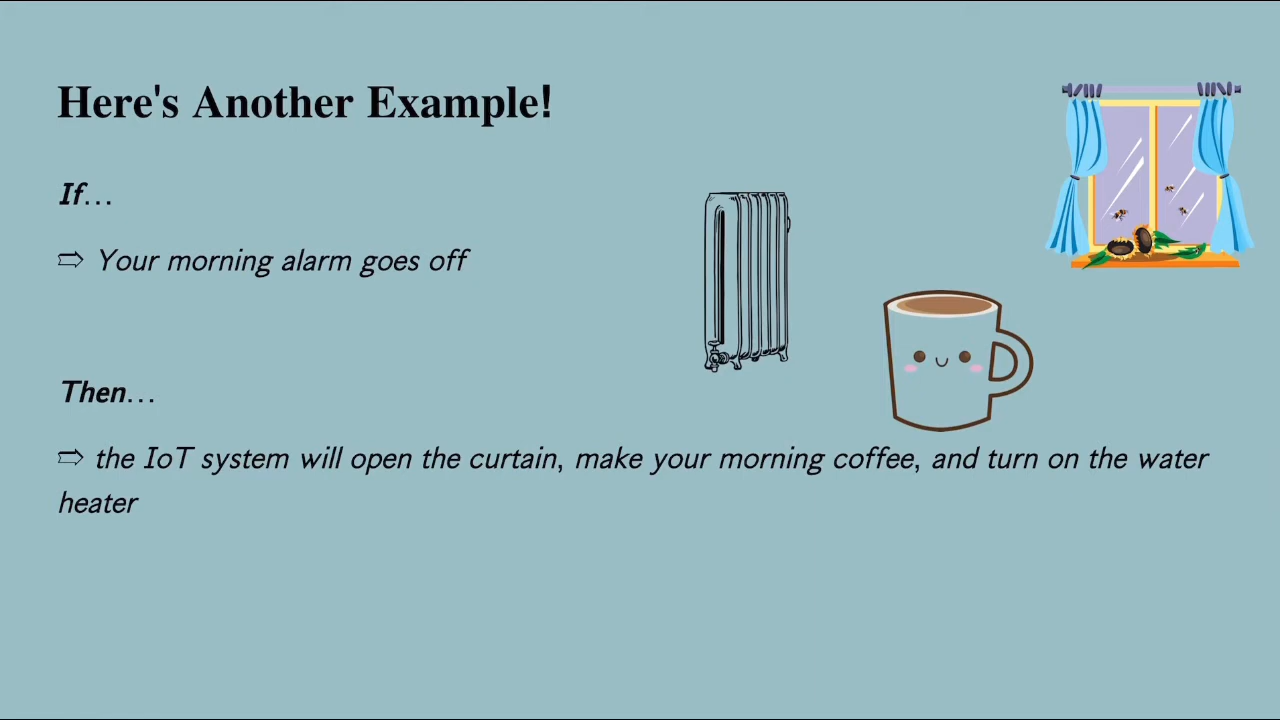 Here's Another Example!
If...
⇨ Your morning alarm goes off
Then...
⇨ the IoT system will open the curtain, make your morning coffee, and turn on the water
heater